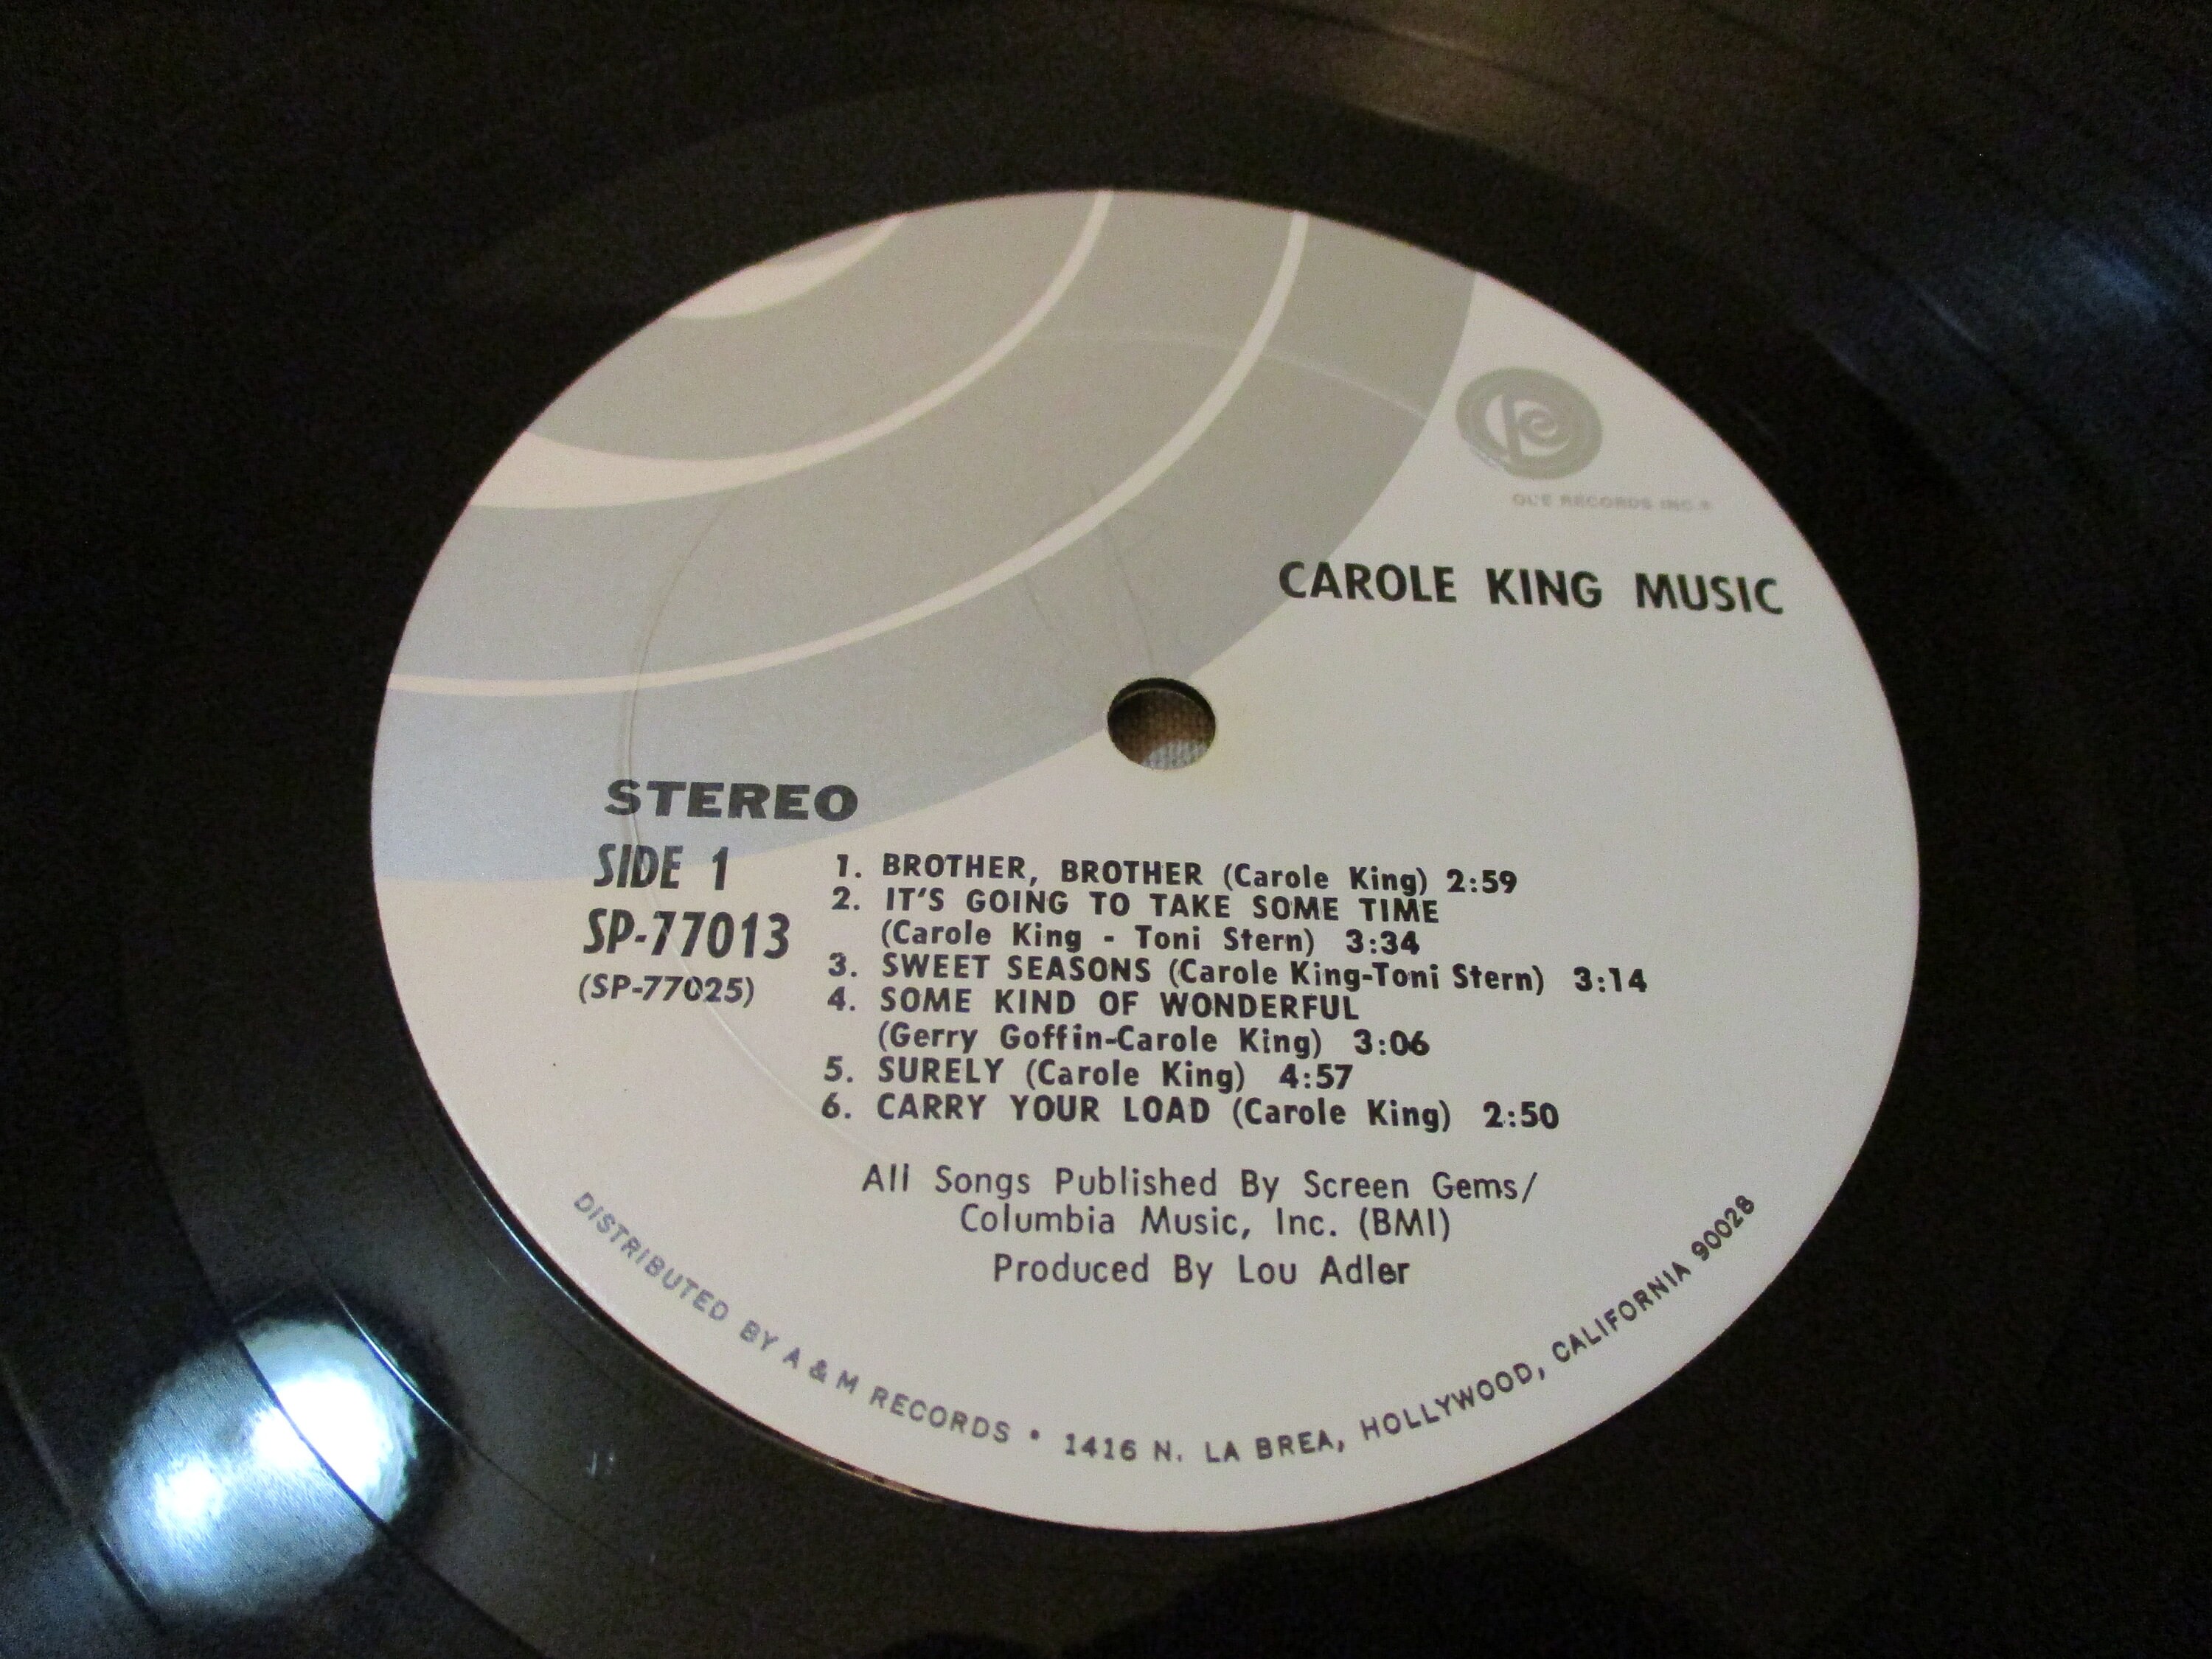 ODE RECORDS INC.®
CAROLE KING MUSIC
STEREO
SIDE 1
SP-77013
(SP-77025)
1. BROTHER, BROTHER (Carole King) 2:59
2. IT'S GOING TO TAKE SOME TIME
(Carole King - Toni Stern) 3:34
3. SWEET SEASONS (Carole King-Toni Stern) 3:14
4. SOME KIND OF WONDERFUL
(Gerry Goffin-Carole King) 3:06
5. SURELY (Carole King) 4:57
6. CARRY YOUR LOAD (Carole King) 2:50
All Songs Published By Screen Gems/
Columbia Music, Inc. (BMI)
Produced By Lou Adler
DISTRIBUTED BY A & M RECORDS • 1416 N. LA BREA, HOLLYWOOD, CALIFORNIA 90028